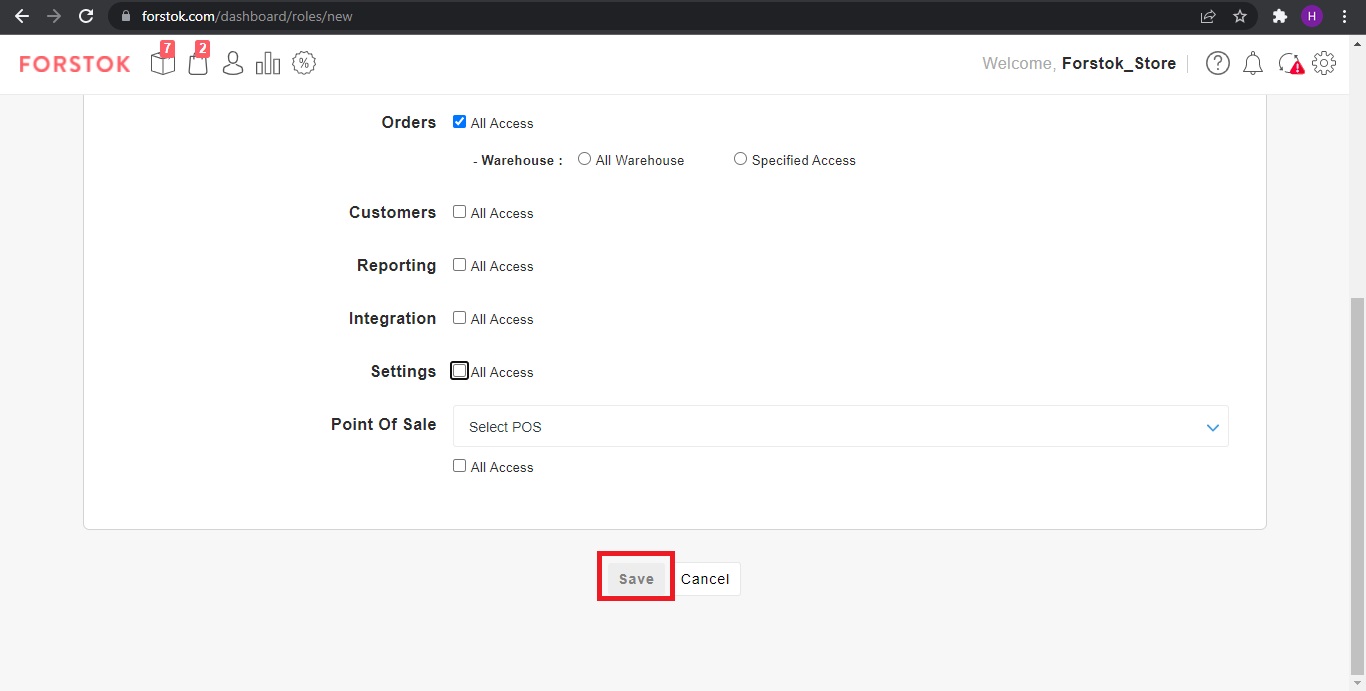 forstok.com/dashboard/roles/new
H
FORSTOK
7
2
%
Welcome, Forstok_Store
?
Orders All Access
- Warehouse : All Warehouse Specified Access
Customers All Access
Reporting All Access
Integration All Access
Settings All Access
Point Of Sale Select POS
All Access
Save Cancel